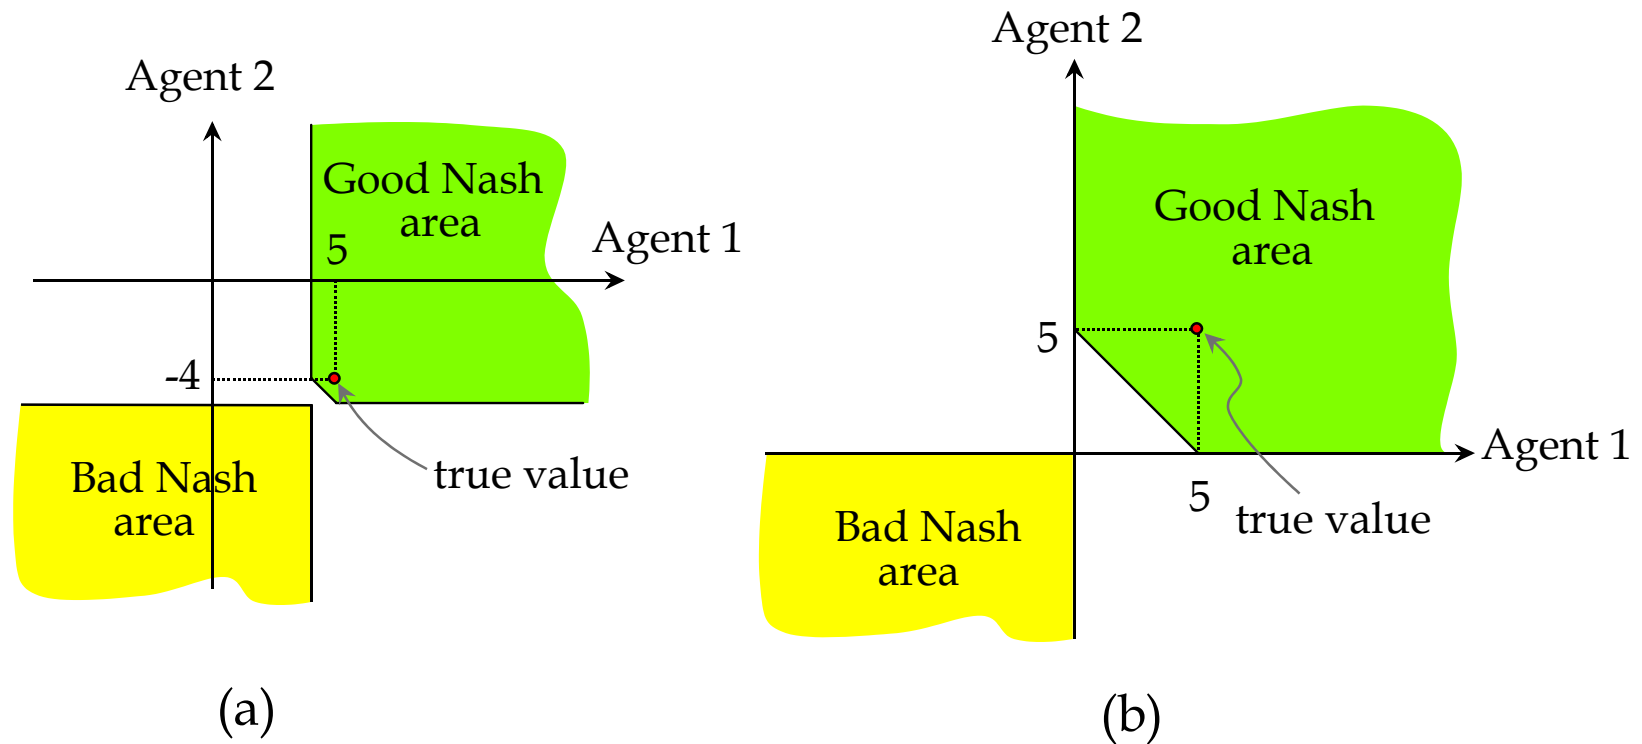 Agent 2
Good Nash
area
5
Agent 1
-4
Bad Nash
area
true value
(a)
Agent 2
Good Nash
area
5
Agent 1
5
true value
Bad Nash
area
(b)